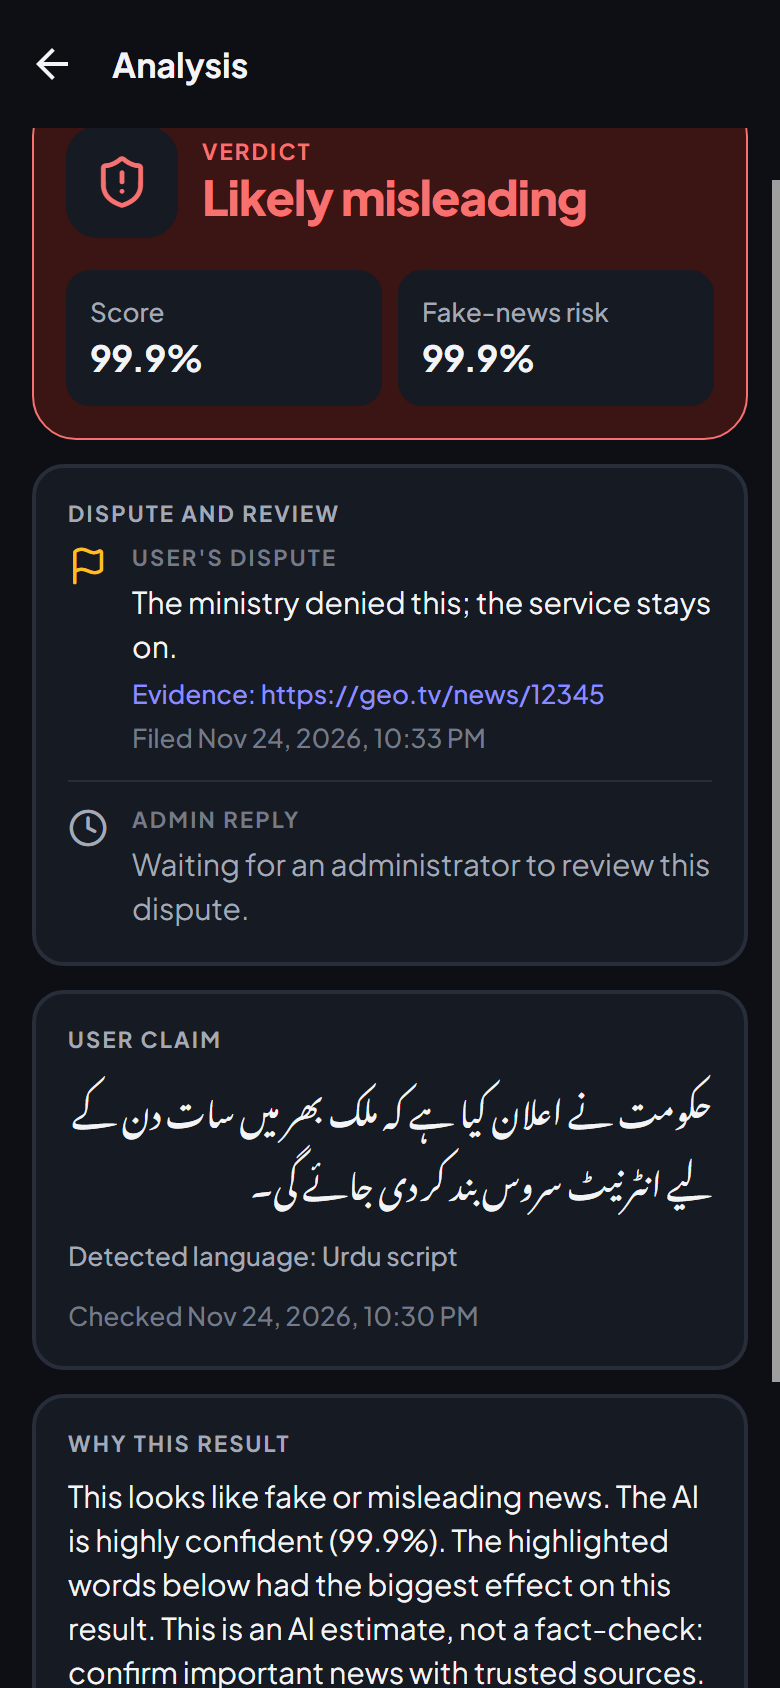 Analysis
VERDICT
Likely misleading
Score
99.9%
Fake-news risk
99.9%
DISPUTE AND REVIEW
USER'S DISPUTE
The ministry denied this; the service stays
on.
Evidence: https://geo.tv/news/12345
Filed Nov 24, 2026, 10:33 PM
ADMIN REPLY
Waiting for an administrator to review this
dispute.
USER CLAIM
حکومت نے اعلان کیا ہے کہ ملک بھر میں سات دن کے
لیے انٹرنیٹ سروس بند کر دی جائے گی۔
Detected language: Urdu script
Checked Nov 24, 2026, 10:30 PM
WHY THIS RESULT
This looks like fake or misleading news. The AI
is highly confident (99.9%). The highlighted
words below had the biggest effect on this
result. This is an AI estimate, not a fact-check:
confirm important news with trusted sources.